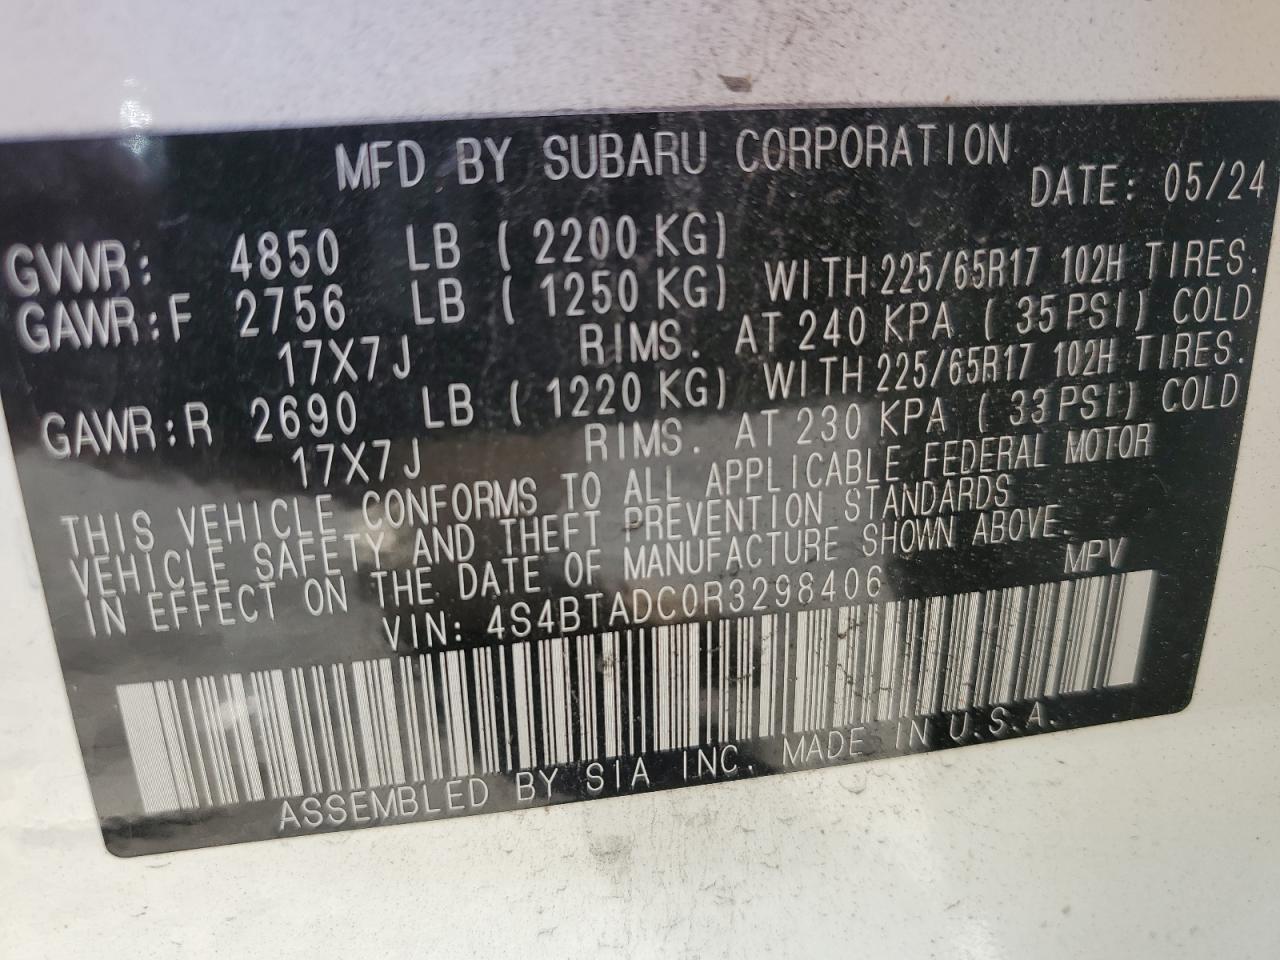 MFD BY SUBARU CORPORATION
DATE: 05/24
GVWR: 4850 LB ( 2200 KG)
GAWR:F 2756 LB ( 1250 KG) WITH 225/65R17 102H TIRES.
17X7J RIMS. AT 240 KPA ( 35 PSI) COLD
GAWR:R 2690 LB ( 1220 KG) WITH 225/65R17 102H TIRES.
17X7J RIMS. AT 230 KPA ( 33 PSI) COLD
THIS VEHICLE CONFORMS TO ALL APPLICABLE FEDERAL MOTOR
VEHICLE SAFETY AND THEFT PREVENTION STANDARDS
IN EFFECT ON THE DATE OF MANUFACTURE SHOWN ABOVE.
VIN: 4S4BTADC0R3298406 MPV
ASSEMBLED BY SIA INC. MADE IN U.S.A.